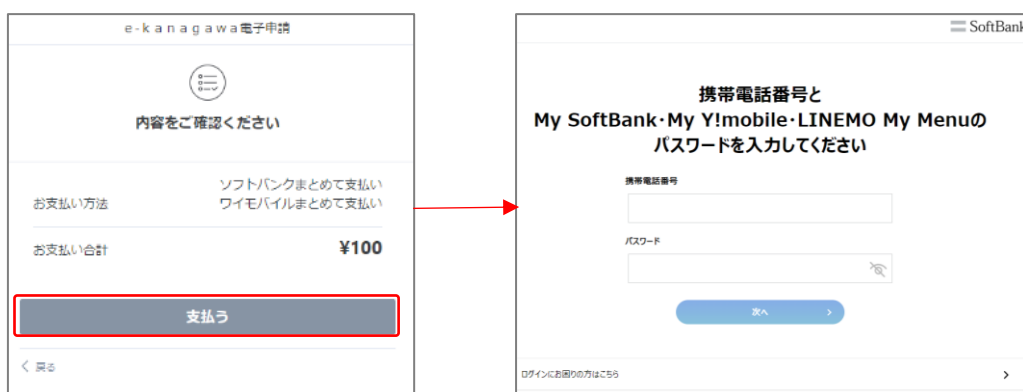 e-kanagawa電子申請
内容をご確認ください
お支払い方法
ソフトバンクまとめて支払い
ワイモバイルまとめて支払い
お支払い合計
¥100
支払う
戻る
SoftBank
携帯電話番号と
My SoftBank・My Y!mobile・LINEMO My Menuの
パスワードを入力してください
携帯電話番号
パスワード
次へ
ログインにお困りの方はこちら